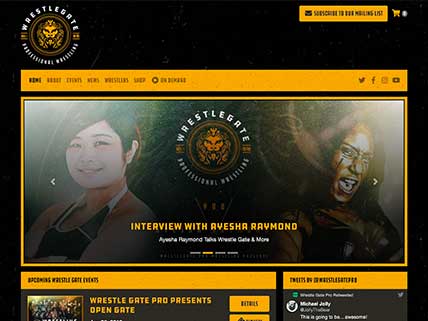 WRESTLEGATE
PROFESSIONAL WRESTLING
SUBSCRIBE TO OUR MAILING LIST
0
HOME ABOUT EVENTS NEWS WRESTLERS SHOP ON DEMAND
WRESTLEGATE
PROFESSIONAL WRESTLING
INTERVIEW WITH AYESHA RAYMOND
Ayesha Raymond Talks Wrestle Gate & More
UPCOMING WRESTLE GATE EVENTS
TWEETS BY @WRESTLEGATEPRO
WRESTLE GATE PRO PRESENTS
OPEN GATE
DETAILS
Wrestle Gate Pro Retweeted
Michael Jolly
@JollyThaBear
This is going to be... awesome!